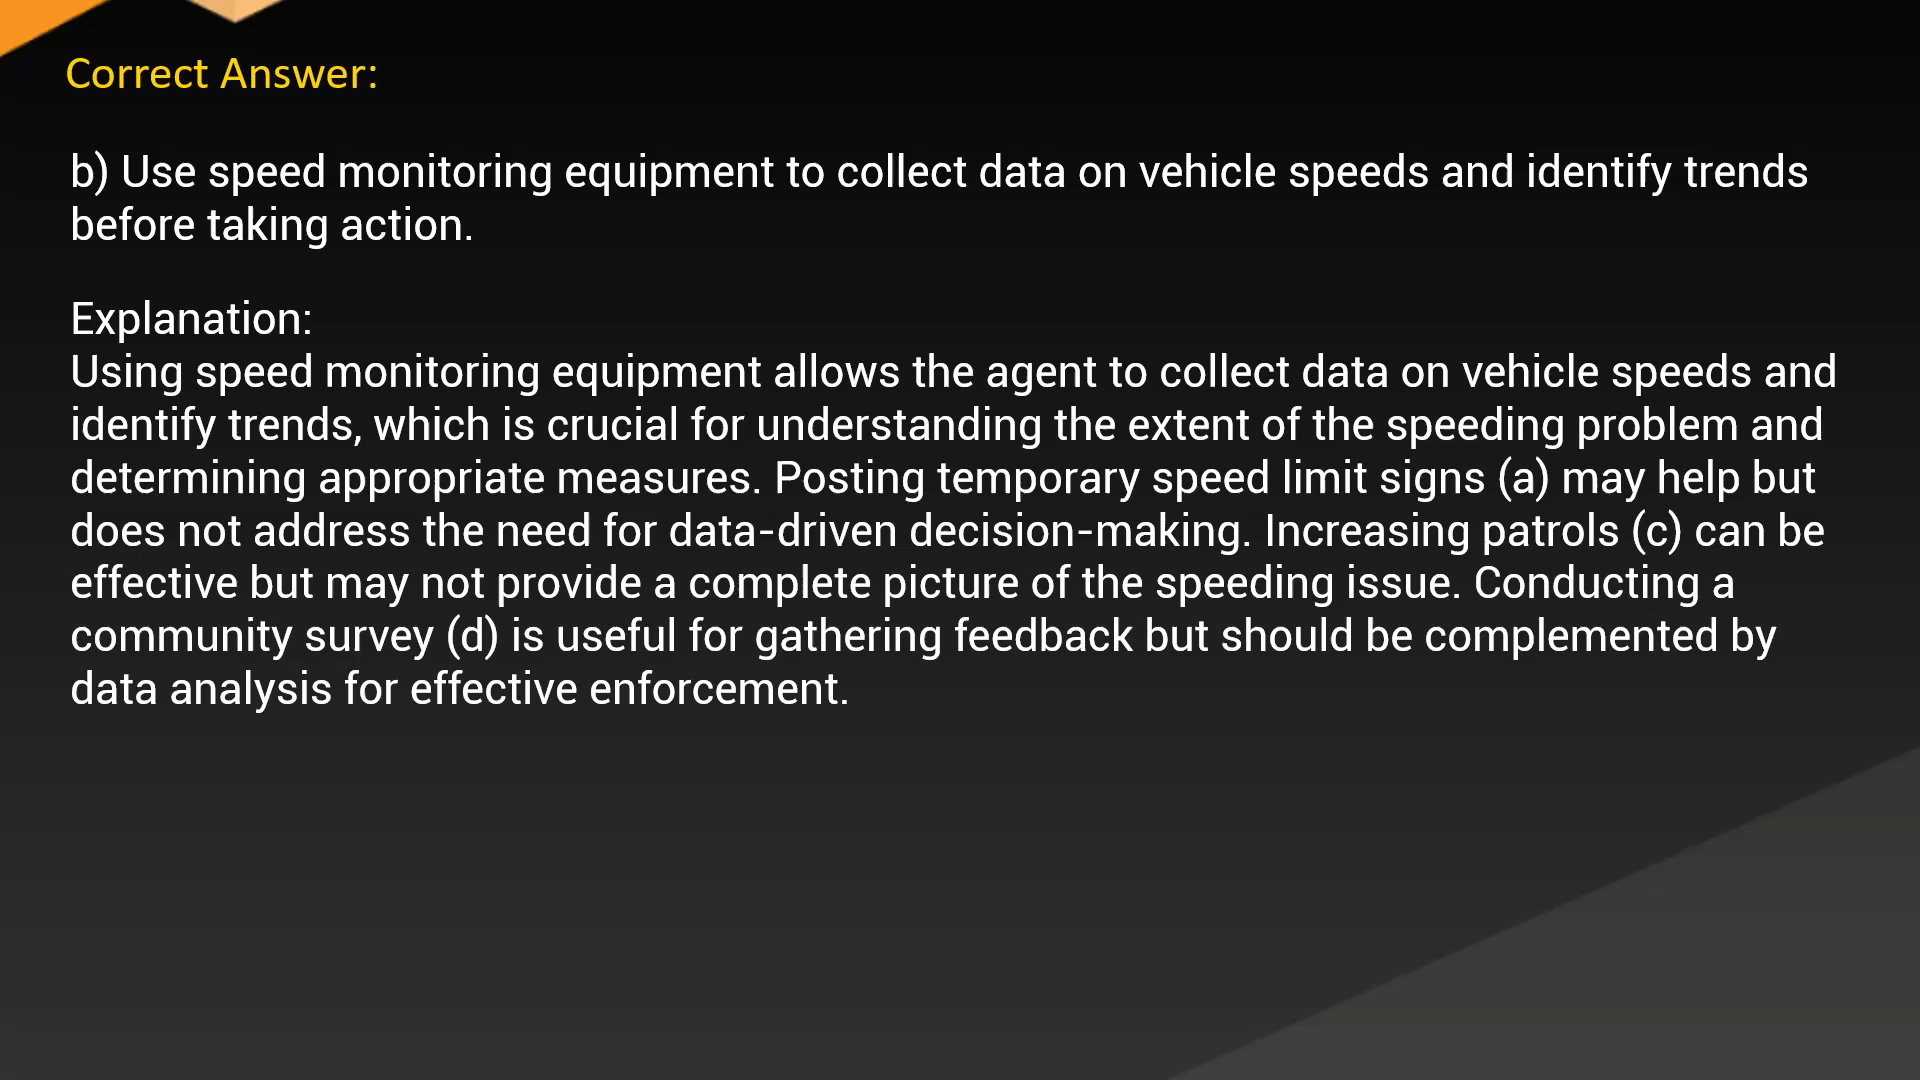 Correct Answer:
b) Use speed monitoring equipment to collect data on vehicle speeds and identify trends
before taking action.
Explanation:
Using speed monitoring equipment allows the agent to collect data on vehicle speeds and
identify trends, which is crucial for understanding the extent of the speeding problem and
determining appropriate measures. Posting temporary speed limit signs (a) may help but
does not address the need for data-driven decision-making. Increasing patrols (c) can be
effective but may not provide a complete picture of the speeding issue. Conducting a
community survey (d) is useful for gathering feedback but should be complemented by
data analysis for effective enforcement.